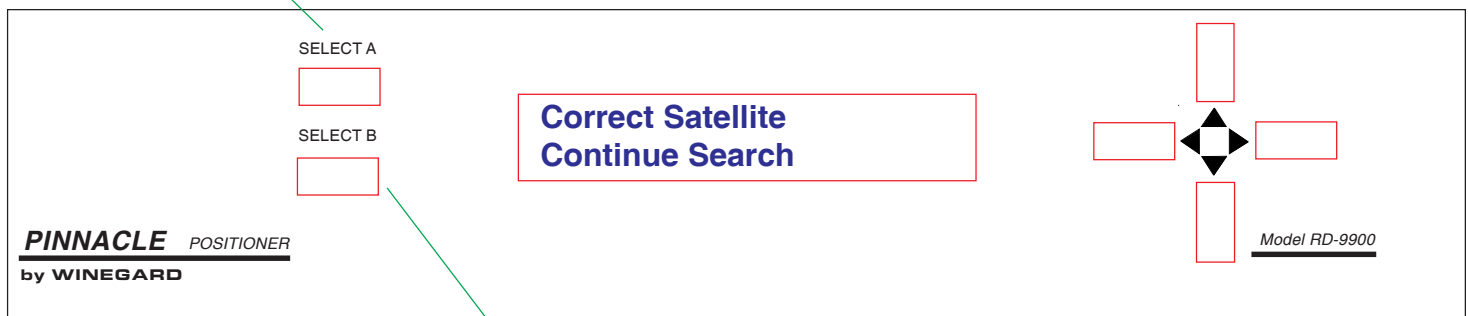 SELECT A
SELECT B
Correct Satellite
Continue Search
PINNACLE POSITIONER
by WINEGARD
Model RD-9900